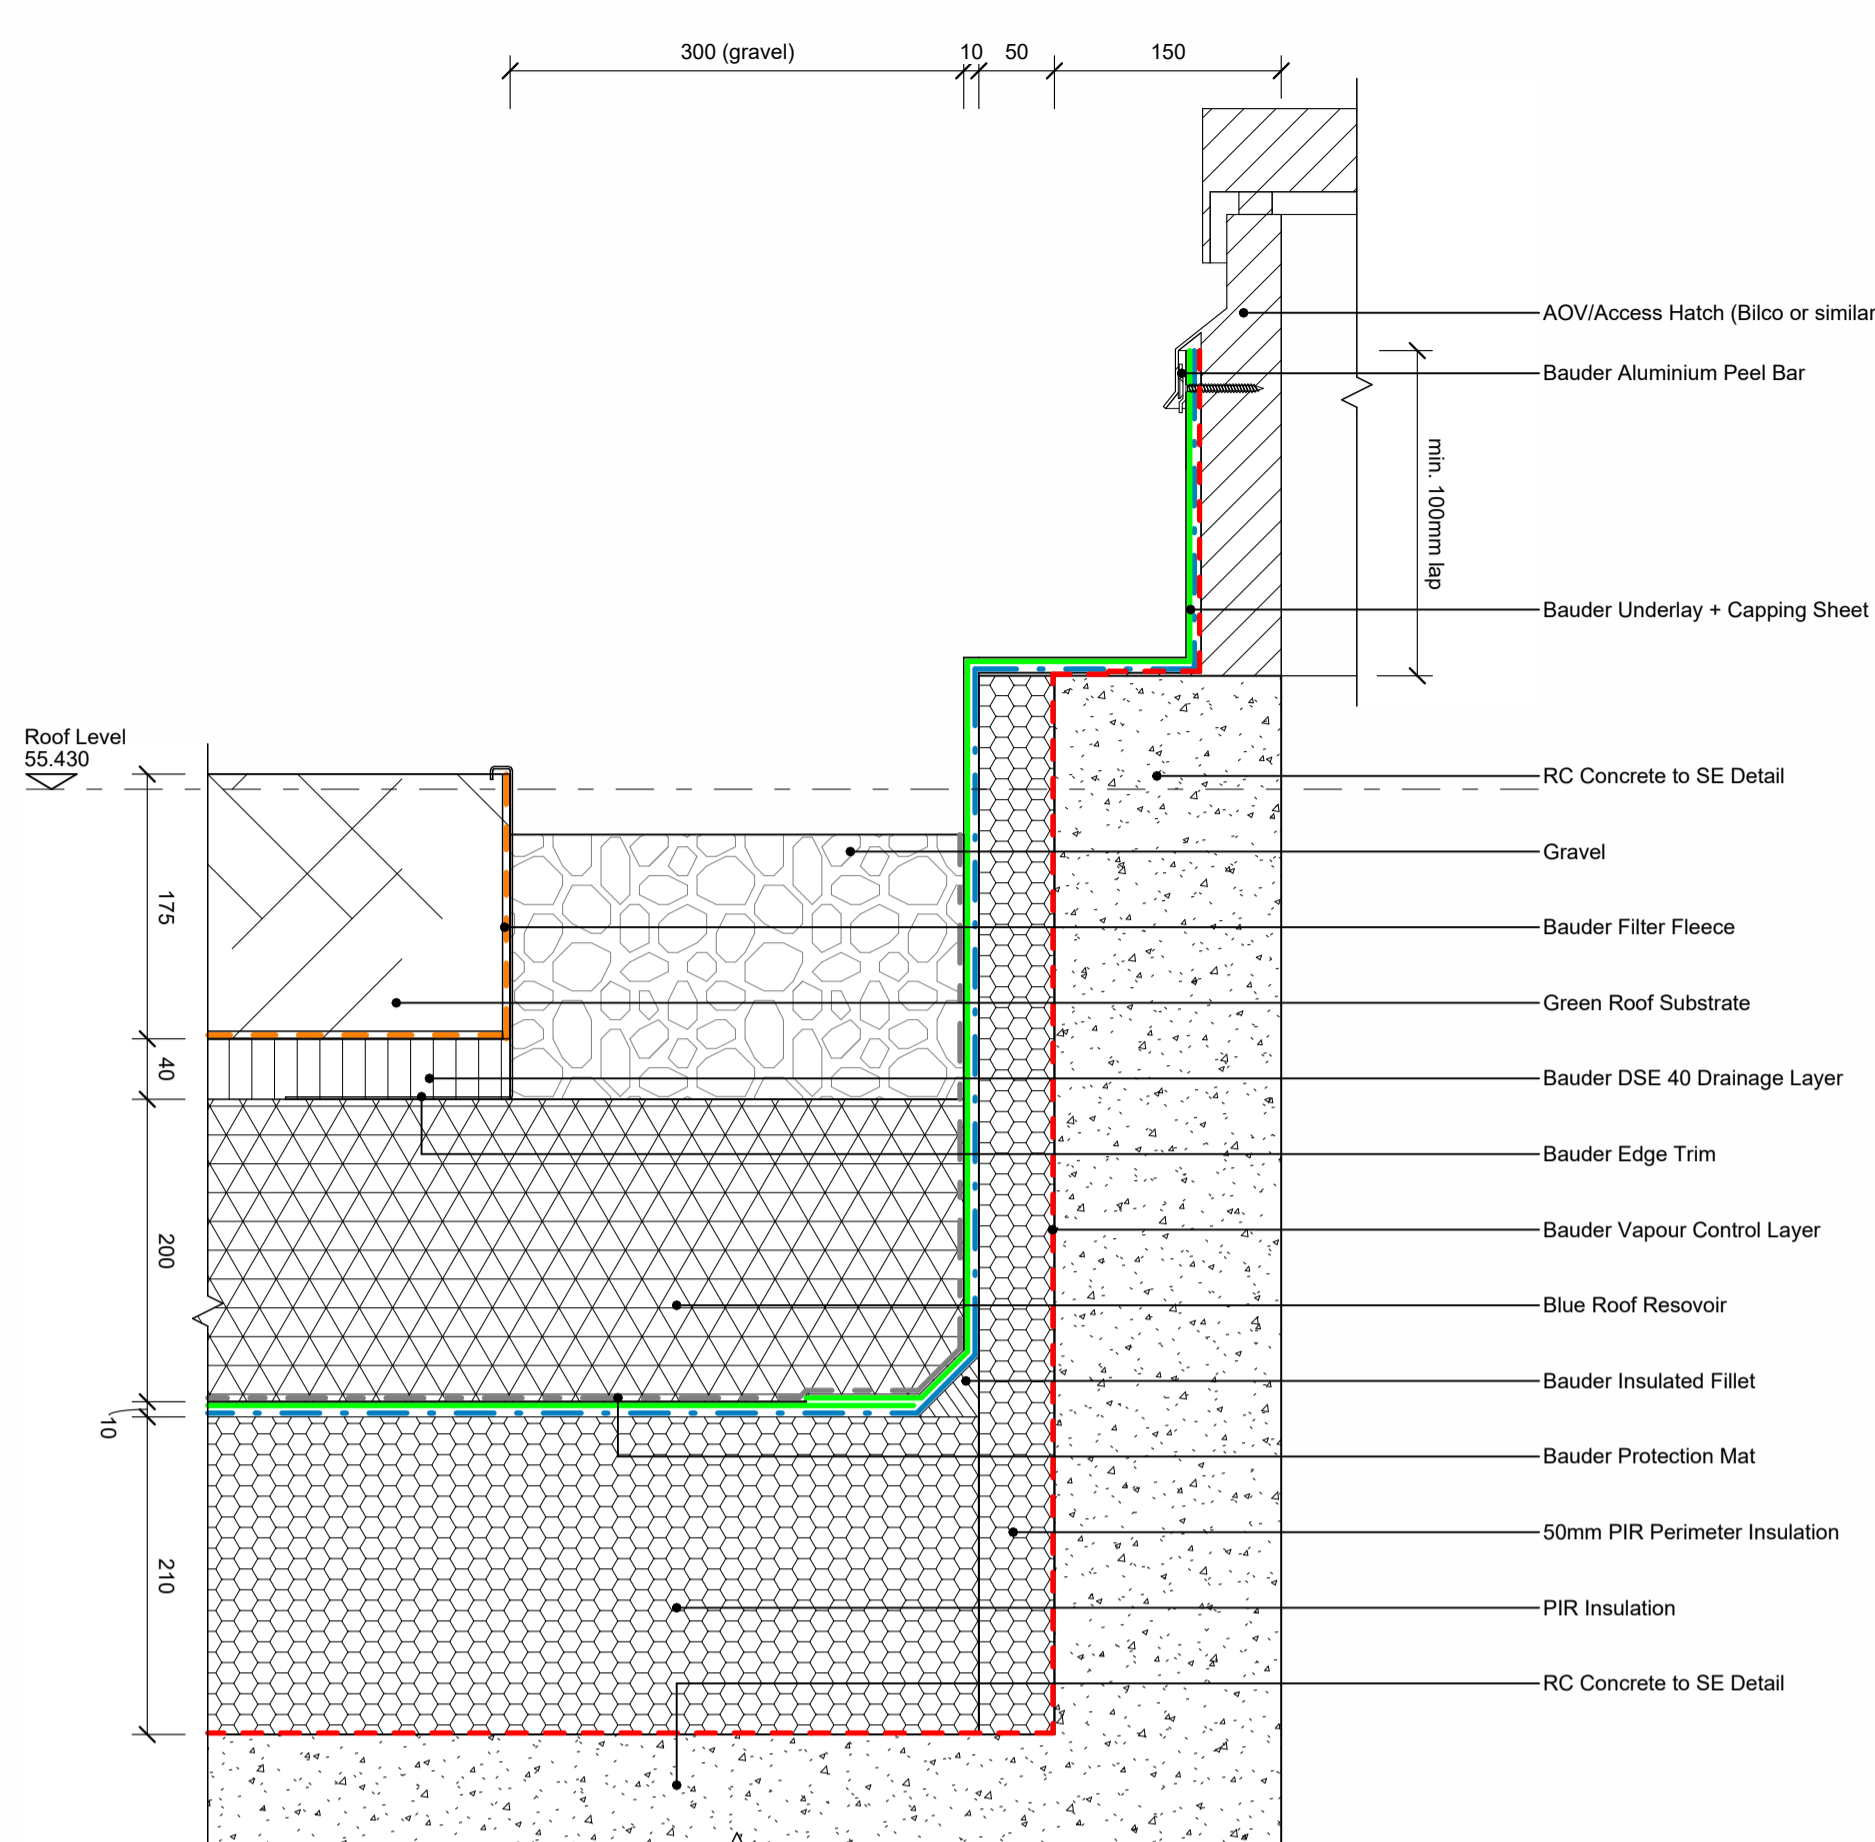 300 (gravel)
10
50
150
AOV/Access Hatch (Bilco or similar
Bauder Aluminium Peel Bar
min. 100mm lap
Bauder Underlay + Capping Sheet
Roof Level
55.430
RC Concrete to SE Detail
Gravel
175
Bauder Filter Fleece
Green Roof Substrate
40
Bauder DSE 40 Drainage Layer
Bauder Edge Trim
200
Bauder Vapour Control Layer
Blue Roof Resovoir
Bauder Insulated Fillet
10
Bauder Protection Mat
50mm PIR Perimeter Insulation
210
PIR Insulation
RC Concrete to SE Detail